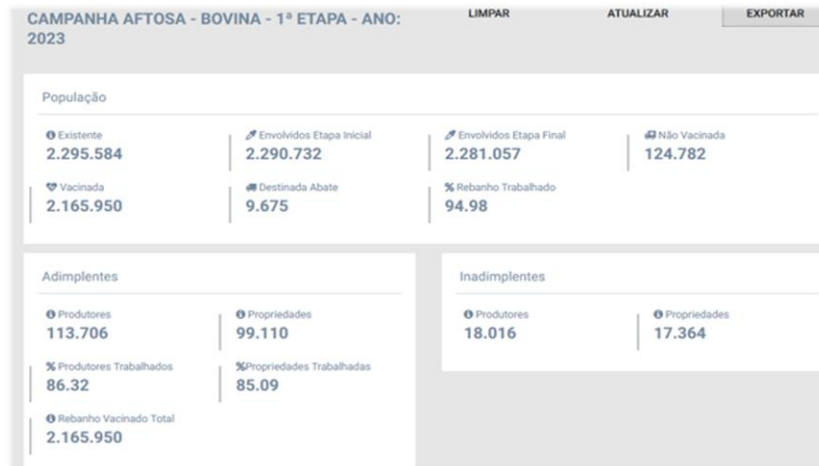 CAMPANHA AFTOSA - BOVINA - 1ª ETAPA - ANO: 2023
LIMPAR
ATUALIZAR
EXPORTAR
População
Existente
2.295.584
Envolvidos Etapa Inicial
2.290.732
Envolvidos Etapa Final
2.281.057
Não Vacinada
124.782
Vacinada
2.165.950
Destinada Abate
9.675
Rebanho Trabalhado
94.98
Adimplentes
Produtores
113.706
Propriedades
99.110
% Produtores Trabalhados
86.32
%Propriedades Trabalhadas
85.09
Rebanho Vacinado Total
2.165.950
Inadimplentes
Produtores
18.016
Propriedades
17.364